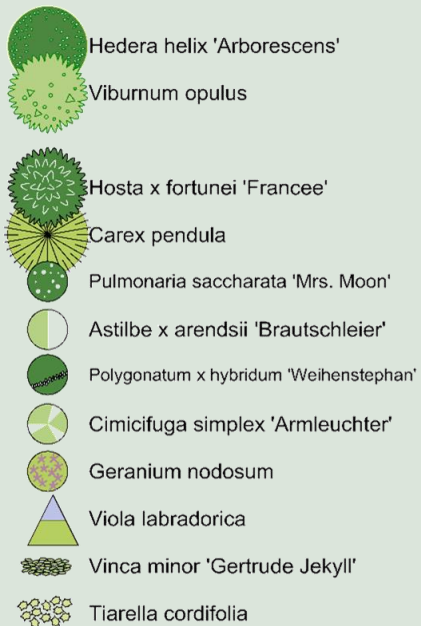 Hedera helix 'Arborescens'
Viburnum opulus
Hosta x fortunei 'Francee'
Carex pendula
Pulmonaria saccharata 'Mrs. Moon'
Astilbe x arendsii 'Brautschleier'
Polygonatum x hybridum 'Weihenstephan'
Cimicifuga simplex 'Armleuchter'
Geranium nodosum
Viola labradorica
Vinca minor 'Gertrude Jekyll'
Tiarella cordifolia